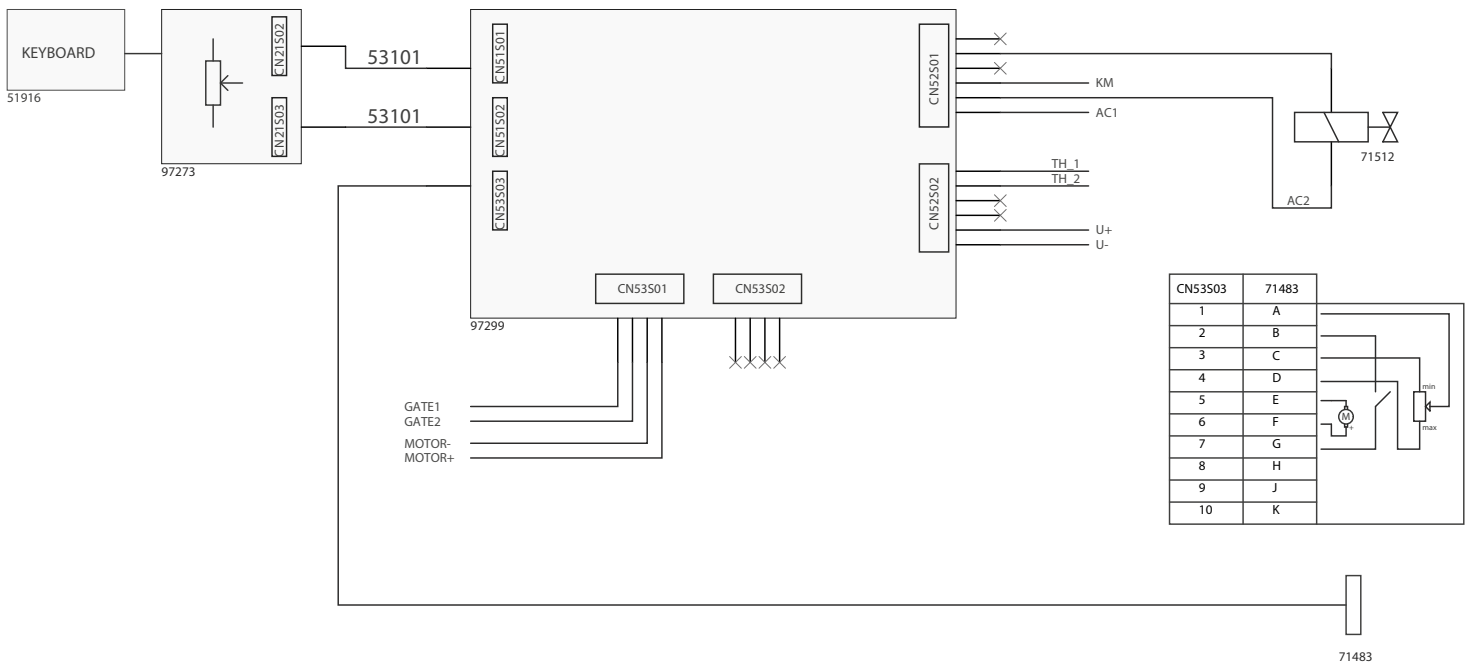 KEYBOARD
51916
CN21S02
CN21S03
97273
53101
53101
CN51S01
CN51S02
CN53S03
CN52S01
CN52S02
CN53S01
CN53S02
97299
KM
AC1
TH_1
TH_2
U+
U-
71512
AC2
GATE1
GATE2
MOTOR-
MOTOR+
CN53S03 71483
1 A
2 B
3 C
4 D
5 E
6 F
7 G
8 H
9 J
10 K
min
M
+
max
71483